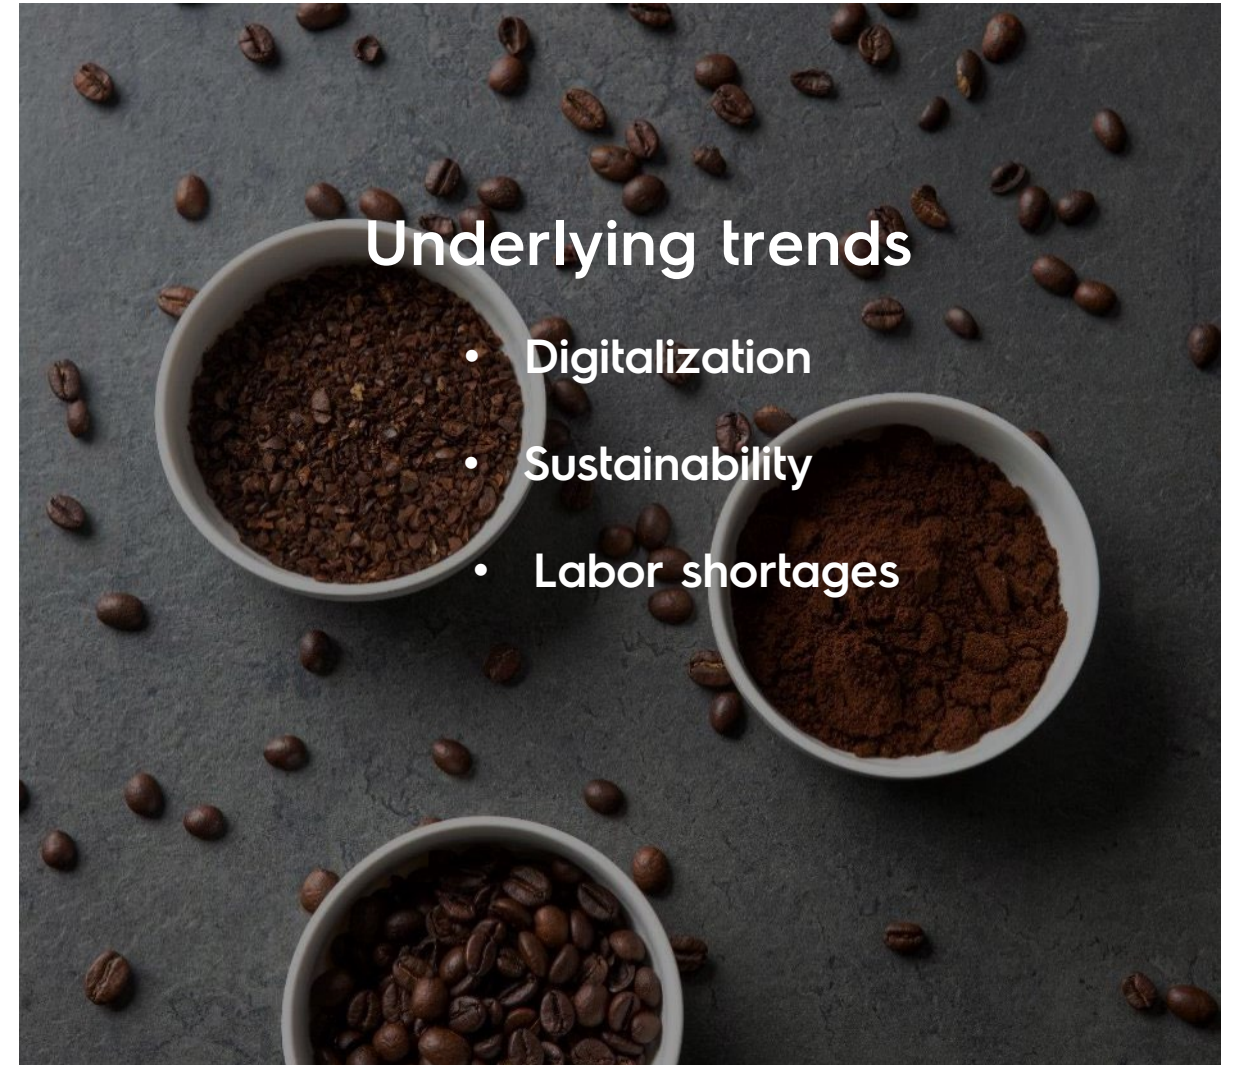 Underlying trends
• Digitalization
• Sustainability
• Labor shortages